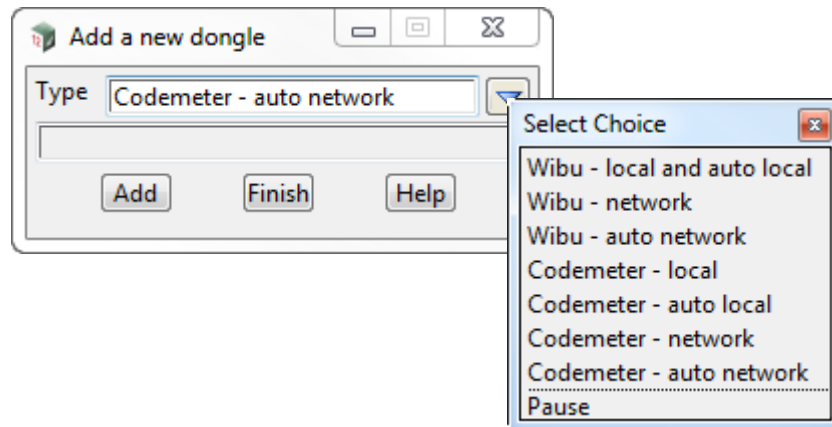 Add a new dongle
Type Codemeter - auto network
Add Finish Help
Select Choice
Wibu - local and auto local
Wibu - network
Wibu - auto network
Codemeter - local
Codemeter - auto local
Codemeter - network
Codemeter - auto network
Pause